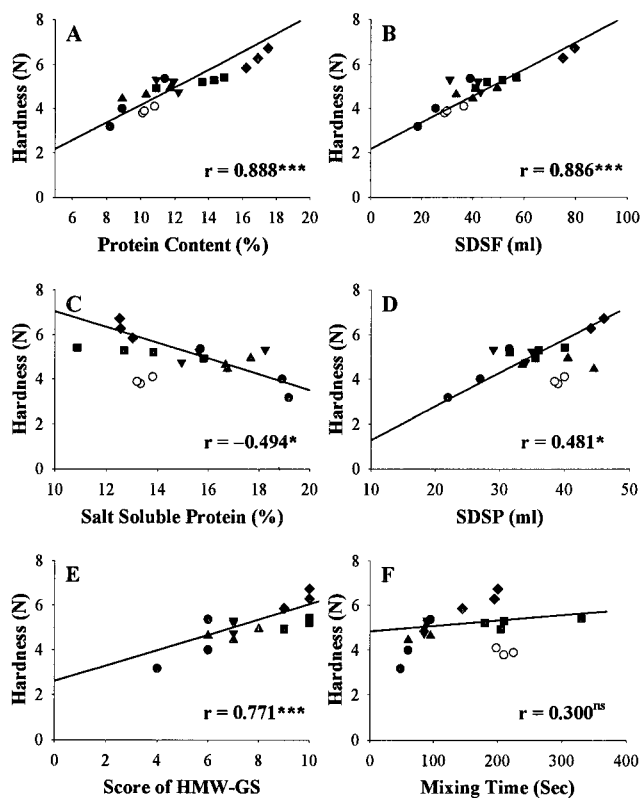 A
Hardness (N)
8
6
4
2
0
r = 0.888***
6 8 10 12 14 16 18 20
Protein Content (%)
B
Hardness (N)
8
6
4
2
0
r = 0.886***
0 20 40 60 80 100
SDSF (ml)
C
Hardness (N)
8
6
4
2
0
r = –0.494*
10 12 14 16 18 20
Salt Soluble Protein (%)
D
Hardness (N)
8
6
4
2
0
r = 0.481*
10 20 30 40 50
SDSP (ml)
E
Hardness (N)
8
6
4
2
0
r = 0.771***
0 2 4 6 8 10
Score of HMW-GS
F
Hardness (N)
8
6
4
2
0
r = 0.300ns
0 100 200 300 400
Mixing Time (Sec)